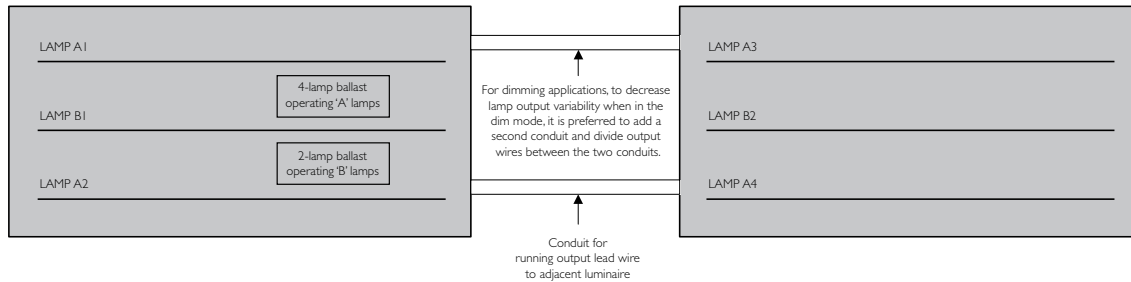 LAMP A1
4-lamp ballast
operating ‘A’ lamps
LAMP B1
2-lamp ballast
operating ‘B’ lamps
LAMP A2
For dimming applications, to decrease
lamp output variability when in the
dim mode, it is preferred to add a
second conduit and divide output
wires between the two conduits.
Conduit for
running output lead wire
to adjacent luminaire
LAMP A3
LAMP B2
LAMP A4